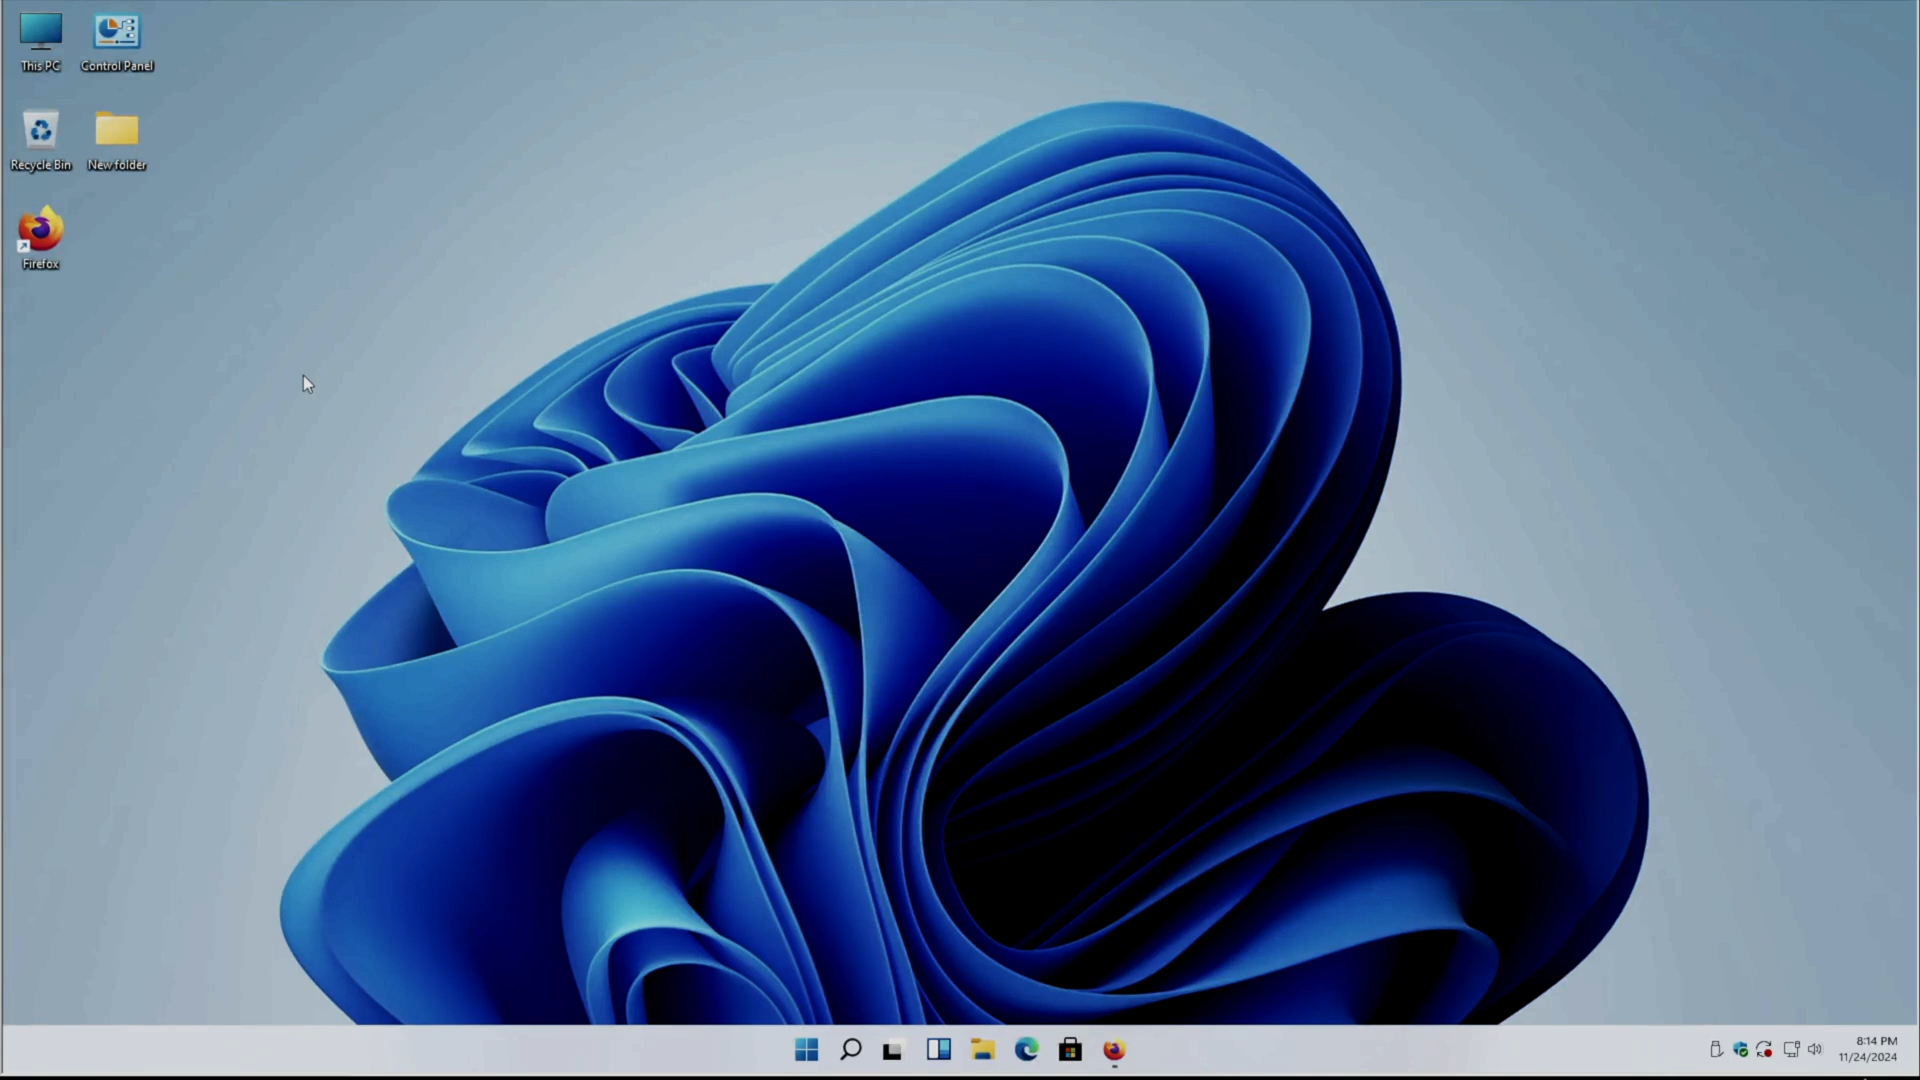 This PC
Control Panel
Recycle Bin
New folder
Firefox
8:14 PM
11/24/2024